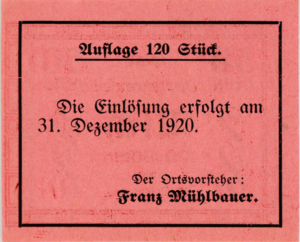 Auflage 120 Stück.
Die Einlösung erfolgt am
31. Dezember 1920.
Der Ortsvorsteher:
Franz Mühlbauer.